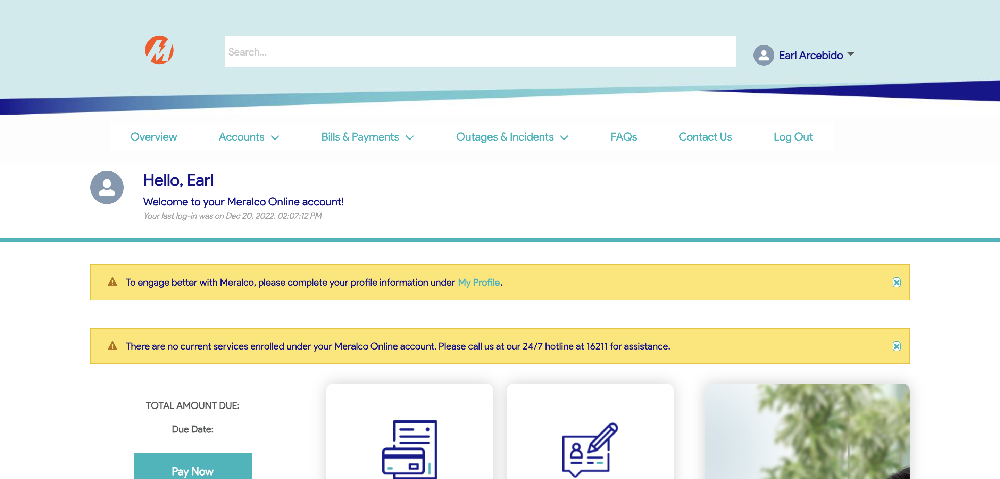 Search...
Earl Arcebido
Overview
Accounts
Bills & Payments
Outages & Incidents
FAQs
Contact Us
Log Out
Hello, Earl
Welcome to your Meralco Online account!
Your last log-in was on Dec 20, 2022, 02:07:12 PM
To engage better with Meralco, please complete your profile information under My Profile.
There are no current services enrolled under your Meralco Online account. Please call us at our 24/7 hotline at 16211 for assistance.
TOTAL AMOUNT DUE:
Due Date:
Pay Now